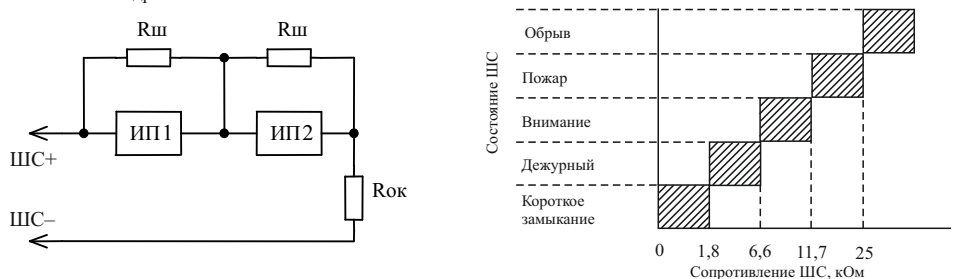 Rш Rш
ИП1 ИП2
ШС+
Rок
ШС–
Состояние ШС
Обрыв
Пожар
Внимание
Дежурный
Короткое
замыкание
0 1,8 6,6 11,7 25
Сопротивление ШС, кОм